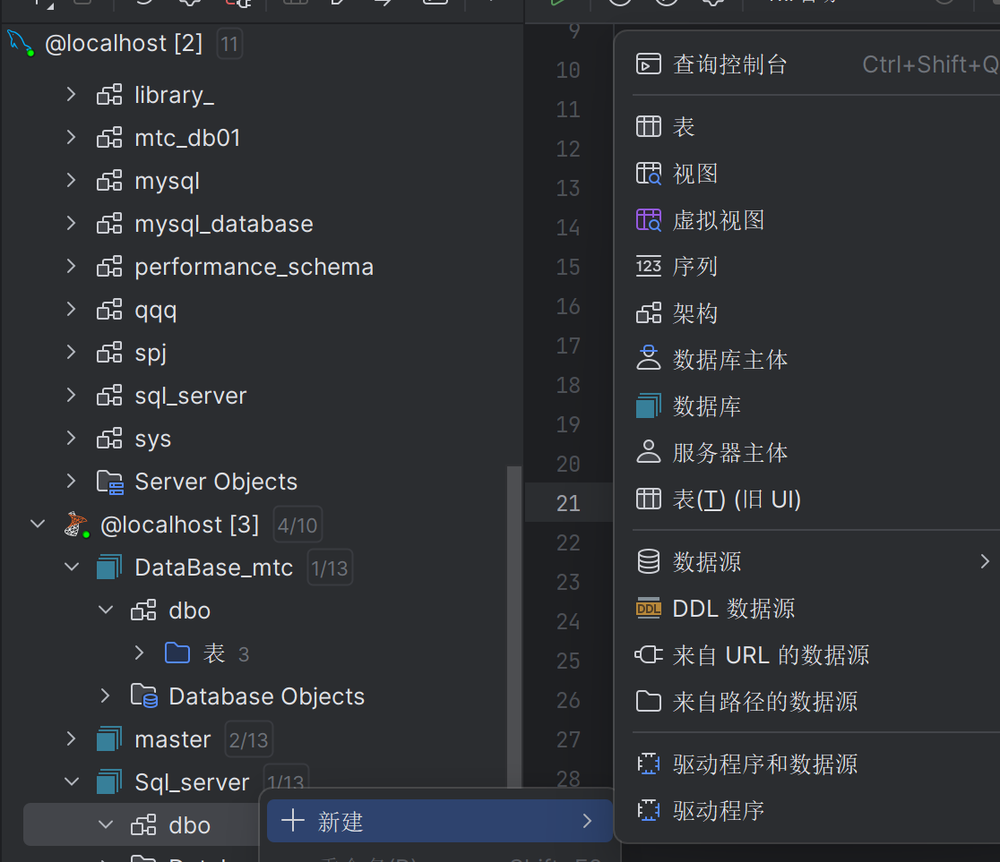 @localhost [2] 11
library_
mtc_db01
mysql
mysql_database
performance_schema
qqq
spj
sql_server
sys
Server Objects
@localhost [3] 4/10
DataBase_mtc 1/13
dbo
表 3
Database Objects
master 2/13
Sql_server 1/13
dbo
新建
9
10
11
12
13
14
15
16
17
18
19
20
21
22
23
24
25
26
27
28
查询控制台 Ctrl+Shift+Q
表
视图
虚拟视图
123 序列
架构
数据库主体
数据库
服务器主体
表(T) (旧 UI)
数据源
DDL DDL 数据源
来自 URL 的数据源
来自路径的数据源
驱动程序和数据源
驱动程序